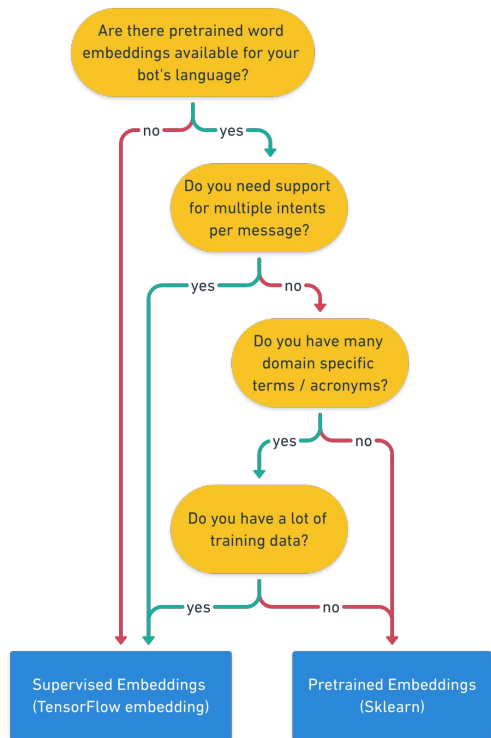 Are there pretrained word
embeddings available for your
bot's language?
no
yes
Do you need support
for multiple intents
per message?
yes
no
Do you have many
domain specific
terms / acronyms?
yes
no
Do you have a lot of
training data?
yes
no
Supervised Embeddings
(TensorFlow embedding)
Pretrained Embeddings
(Sklearn)